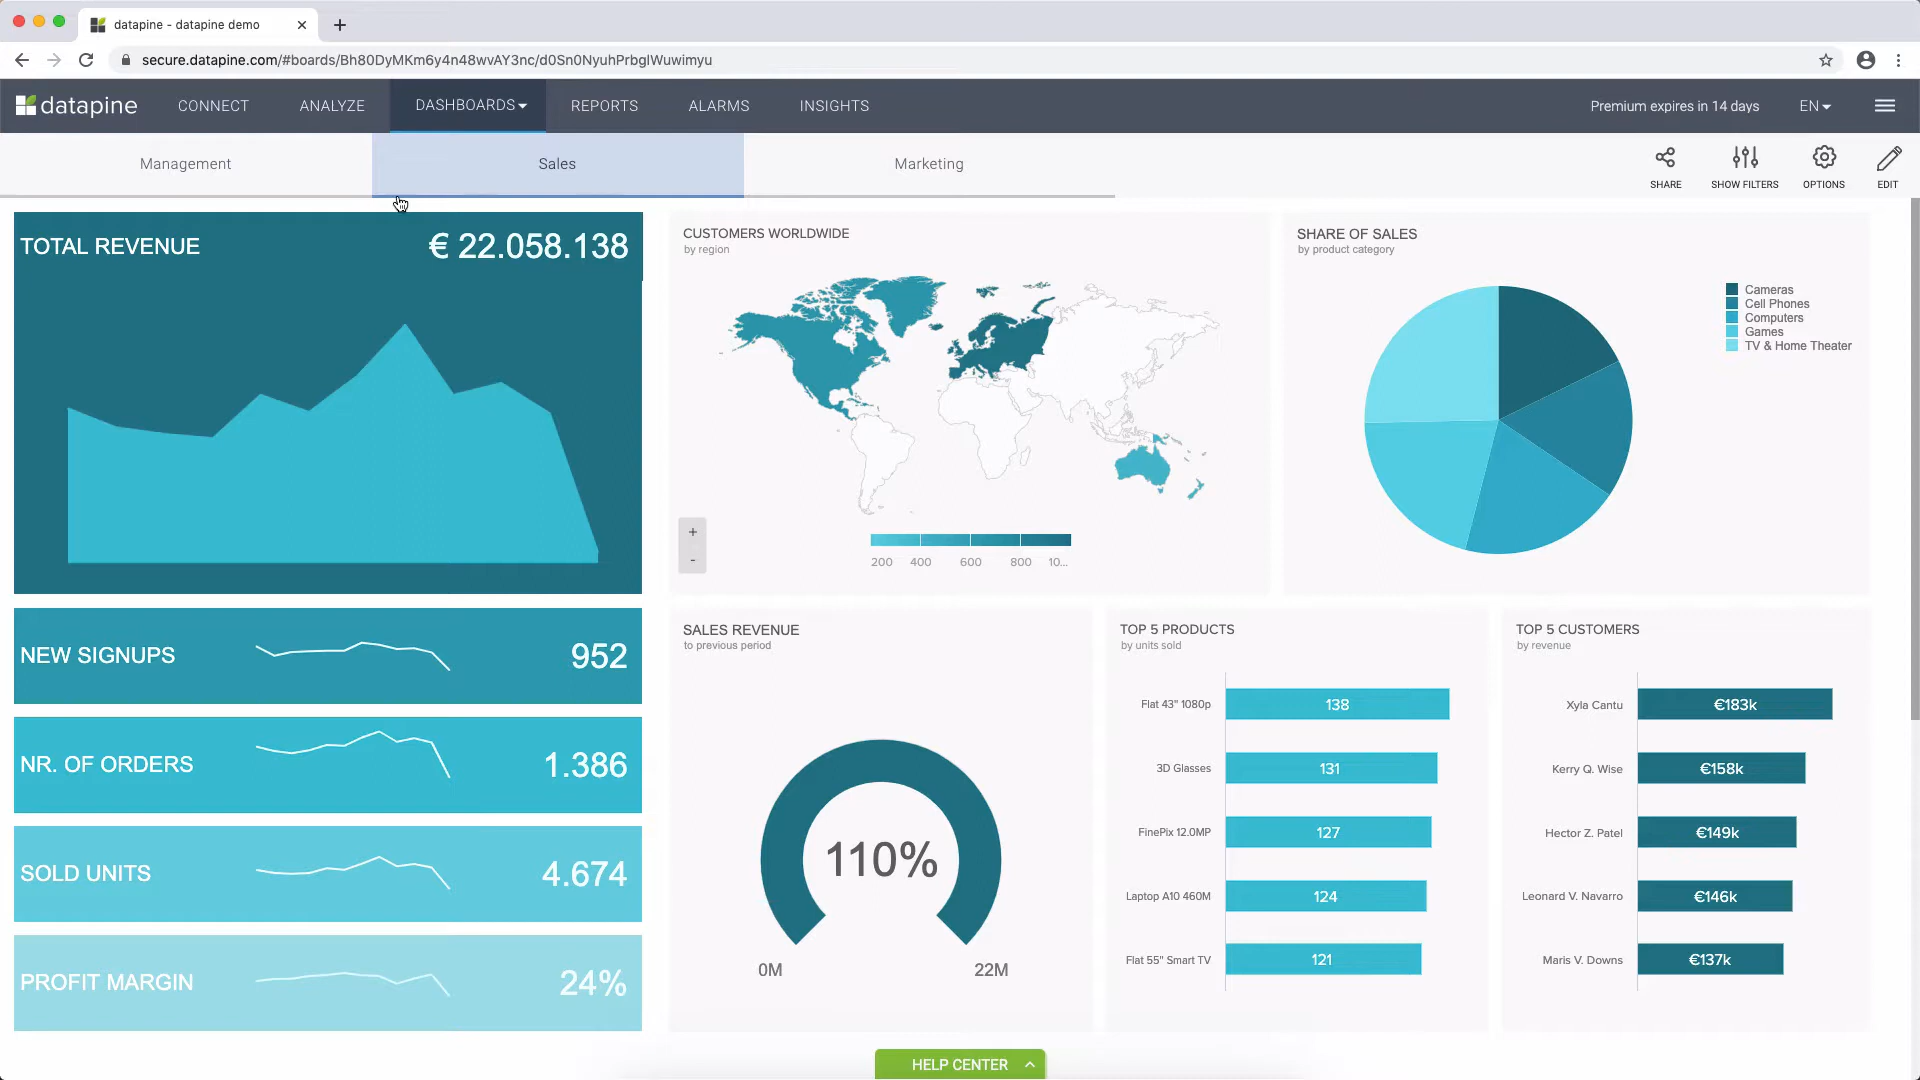 datapine - datapine demo
secure.datapine.com/#boards/Bh80DyMKm6y4n48wvAY3nc/d0Sn0NyuhPrbglWuwimyu
datapine CONNECT ANALYZE DASHBOARDS REPORTS ALARMS INSIGHTS Premium expires in 14 days EN
Management Sales Marketing
SHARE SHOW FILTERS OPTIONS EDIT
TOTAL REVENUE € 22.058.138
CUSTOMERS WORLDWIDE
by region
+
-
200 400 600 800 10...
SHARE OF SALES
by product category
Cameras
Cell Phones
Computers
Games
TV & Home Theater
NEW SIGNUPS 952
NR. OF ORDERS 1.386
SOLD UNITS 4.674
PROFIT MARGIN 24%
SALES REVENUE
to previous period
110%
0M 22M
TOP 5 PRODUCTS
by units sold
Flat 43" 1080p 138
3D Glasses 131
FinePix 12.0MP 127
Laptop A10 460M 124
Flat 55" Smart TV 121
TOP 5 CUSTOMERS
by revenue
Xyla Cantu €183k
Kerry Q. Wise €158k
Hector Z. Patel €149k
Leonard V. Navarro €146k
Maris V. Downs €137k
HELP CENTER